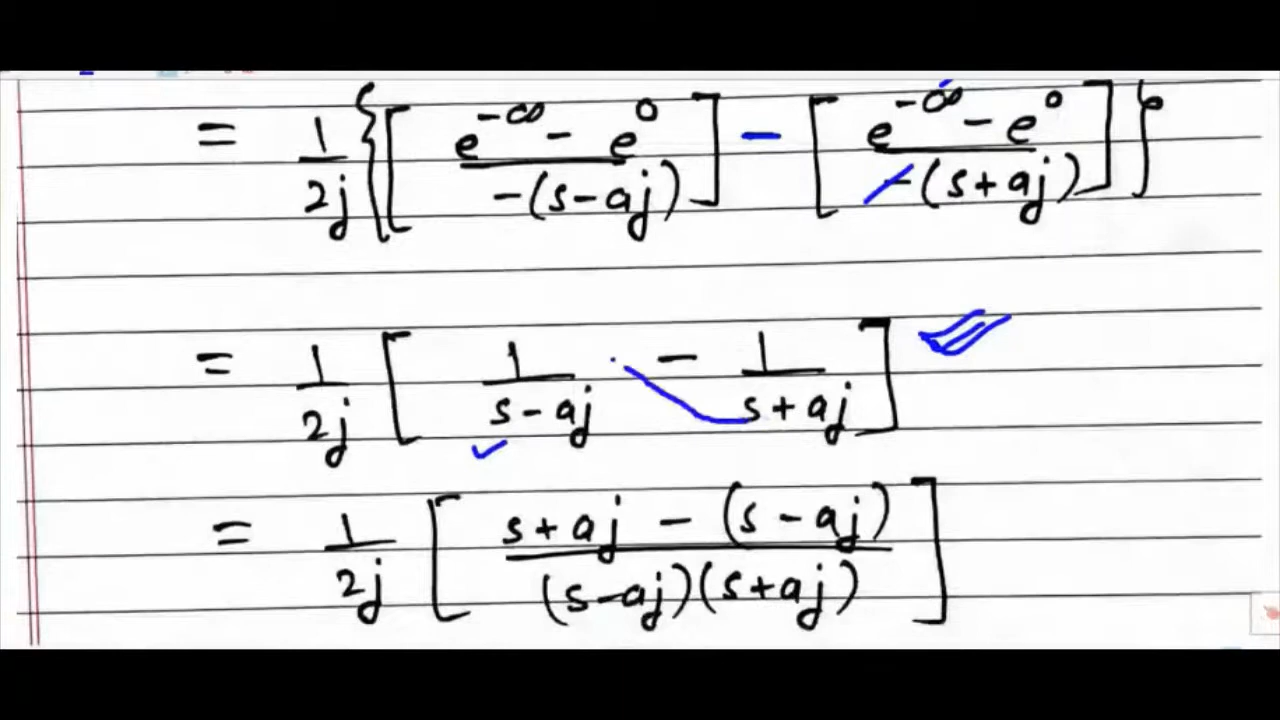 = 1/2j {[ (e^-∞ - e^0) / -(s-aj) ] - [ (e^-∞ - e^0) / -(s+aj) ]}
= 1/2j [ 1/(s-aj) - 1/(s+aj) ]
= 1/2j [ (s+aj - (s-aj)) / (s-aj)(s+aj) ]